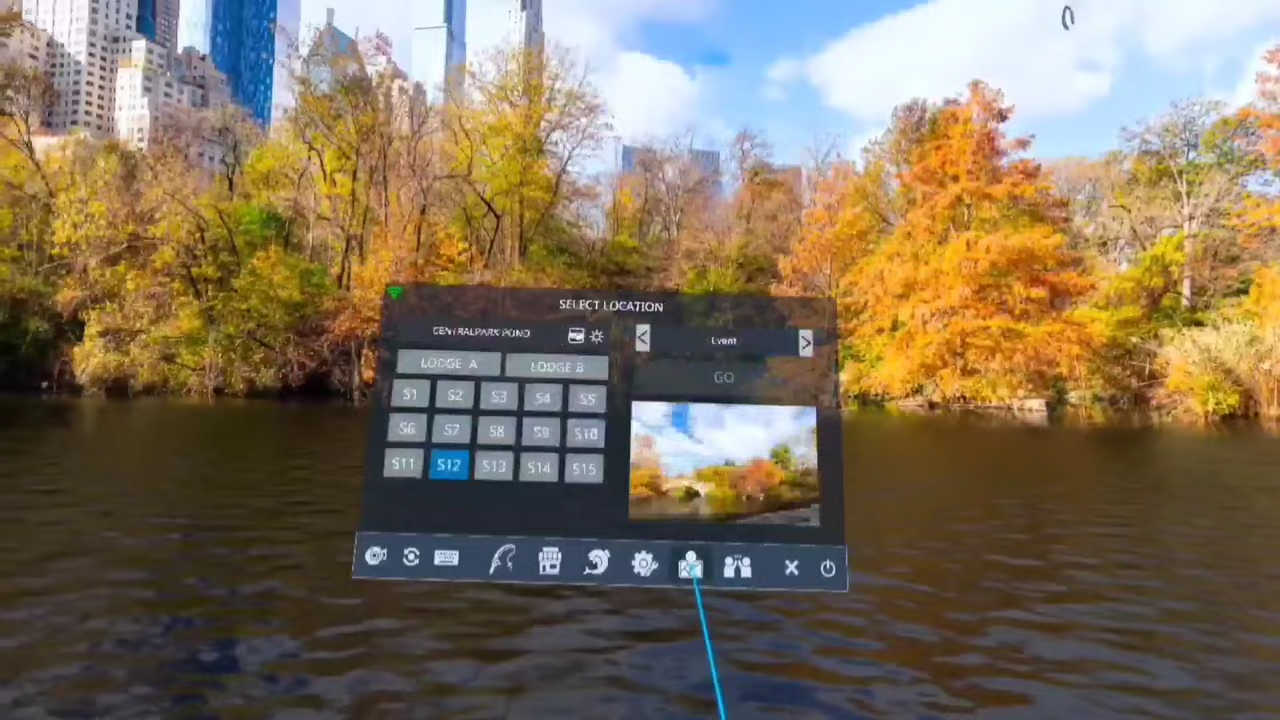 SELECT LOCATION
CENTRALPARK POND
Event
LODGE A
LODGE B
GO
S1 S2 S3 S4 S5
S6 S7 S8 S9 S10
S11 S12 S13 S14 S15